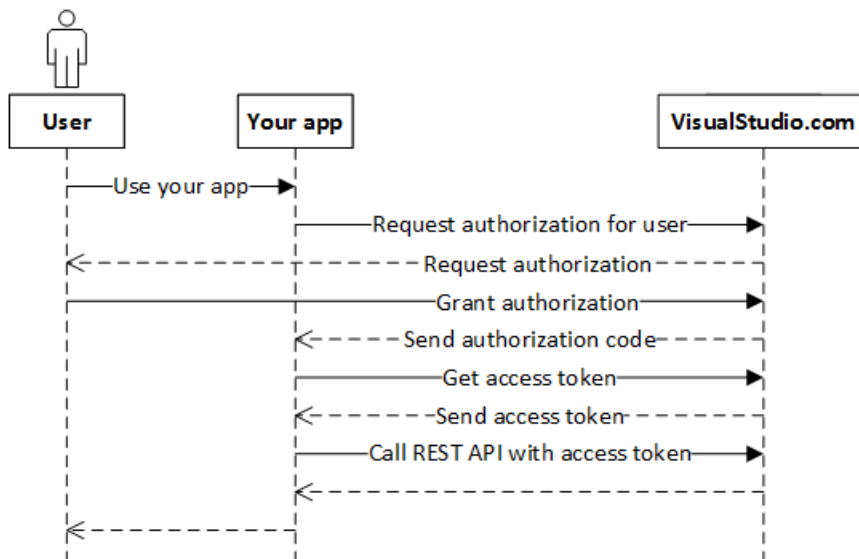 User
Your app
VisualStudio.com
Use your app
Request authorization for user
Request authorization
Grant authorization
Send authorization code
Get access token
Send access token
Call REST API with access token